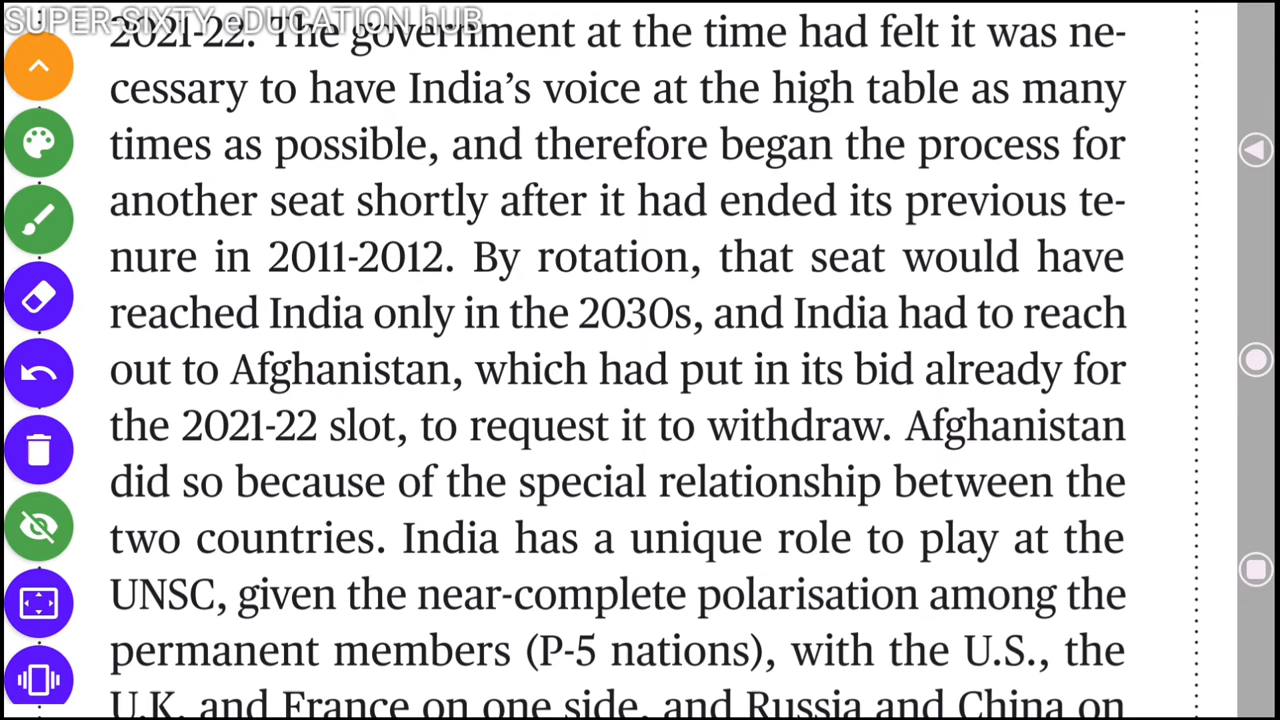 SUPER-SIXTY eDUCATION hUB
2021-22. The government at the time had felt it was ne-
cessary to have India’s voice at the high table as many
times as possible, and therefore began the process for
another seat shortly after it had ended its previous te-
nure in 2011-2012. By rotation, that seat would have
reached India only in the 2030s, and India had to reach
out to Afghanistan, which had put in its bid already for
the 2021-22 slot, to request it to withdraw. Afghanistan
did so because of the special relationship between the
two countries. India has a unique role to play at the
UNSC, given the near-complete polarisation among the
permanent members (P-5 nations), with the U.S., the
U.K. and France on one side, and Russia and China on